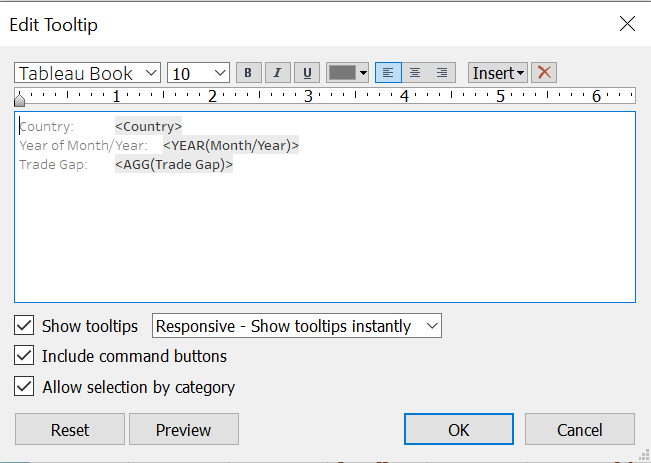 Edit Tooltip
Tableau Book 10 B I U Insert
1 2 3 4 5 6
Country: <Country>
Year of Month/Year: <YEAR(Month/Year)>
Trade Gap: <AGG(Trade Gap)>
Show tooltips Responsive - Show tooltips instantly
Include command buttons
Allow selection by category
Reset Preview OK Cancel